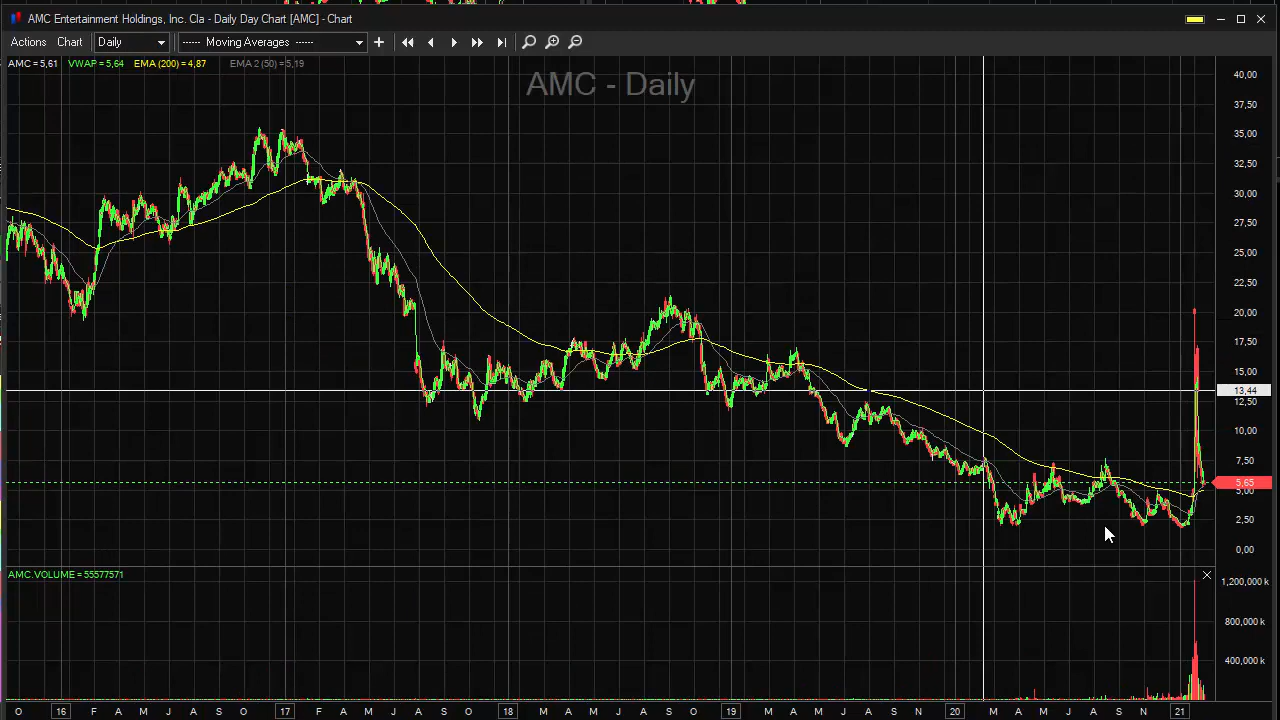 AMC Entertainment Holdings, Inc. Cla - Daily Day Chart [AMC] - Chart
Actions Chart Daily ----- Moving Averages -----
AMC = 5,61 VWAP = 5,64 EMA (200) = 4,87 EMA 2 (50) = 5,19
AMC - Daily
40,00
37,50
35,00
32,50
30,00
27,50
25,00
22,50
20,00
17,50
15,00
13,44
12,50
10,00
7,50
5,65
5,00
2,50
0,00
AMC.VOLUME = 55577571
1,200,000 k
800,000 k
400,000 k
O 16 F A M J A S O 17 F A J A S O 18 M A J A S N 19 M A M J A S N 20 M A M J A S N 21